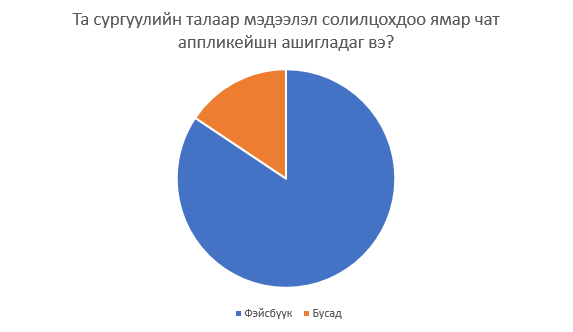 Та сургуулийн талаар мэдээлэл солилцохдоо ямар чат
аппликейшн ашигладаг вэ?
Фэйсбүүк Бусад